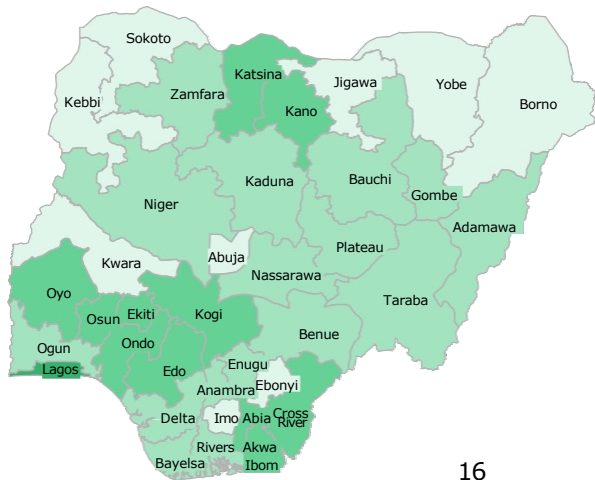 Sokoto
Katsina
Jigawa
Yobe
Borno
Kebbi
Zamfara
Kano
Kaduna
Bauchi
Gombe
Niger
Adamawa
Plateau
Abuja
Kwara
Nassarawa
Taraba
Oyo
Osun
Ekiti
Kogi
Ondo
Benue
Ogun
Lagos
Edo
Enugu
Ebonyi
Anambra
Delta
Imo
Abia
Cross
River
Rivers
Akwa
Ibom
Bayelsa
16